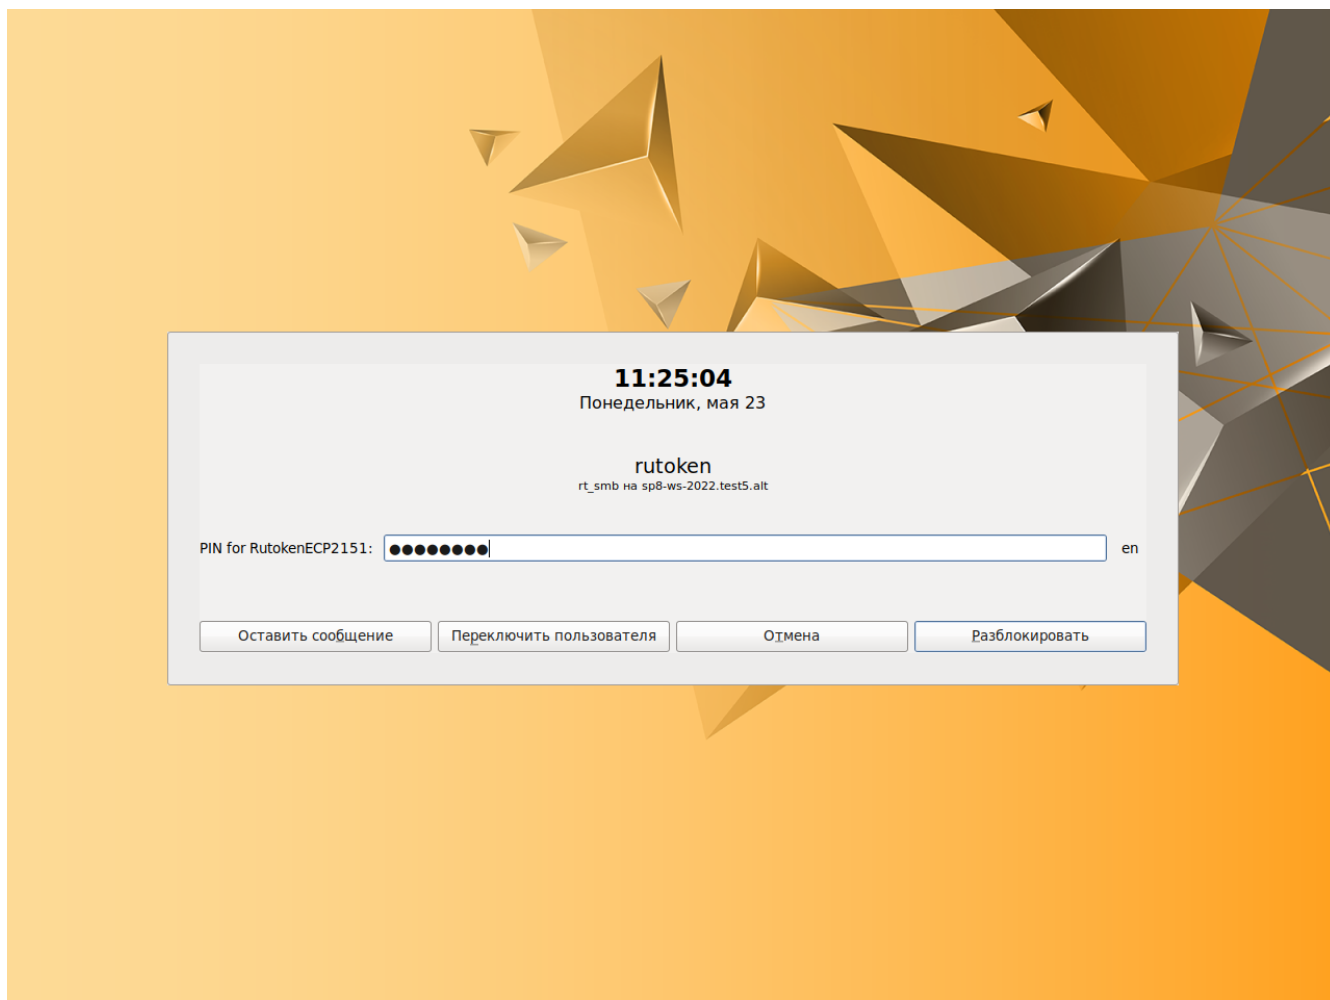 11:25:04
Понедельник, мая 23
rutoken
rt_smb на sp8-ws-2022.test5.alt
PIN for RutokenECP2151: ●●●●●●●● en
Оставить сообщение Переключить пользователя Отмена Разблокировать